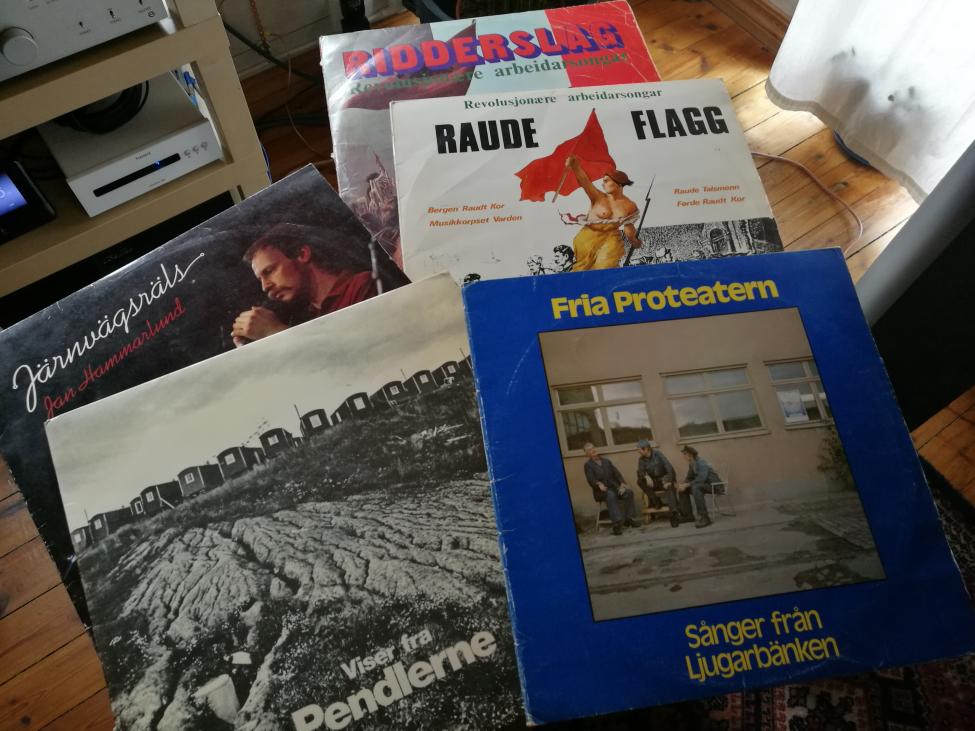 RIDDERSLAG
Revolusjonære arbeidarsongar
Revolusjonære arbeidarsongar
RAUDE FLAGG
Bergen Raudt Kor
Musikkorpset Varden
Raude Talsmenn
Førde Raudt Kor
Järnvägsräls
Jan Hammarlund
Fria Proteatern
Sånger från
Ljugarbänken
Viser fra
Pendlerne